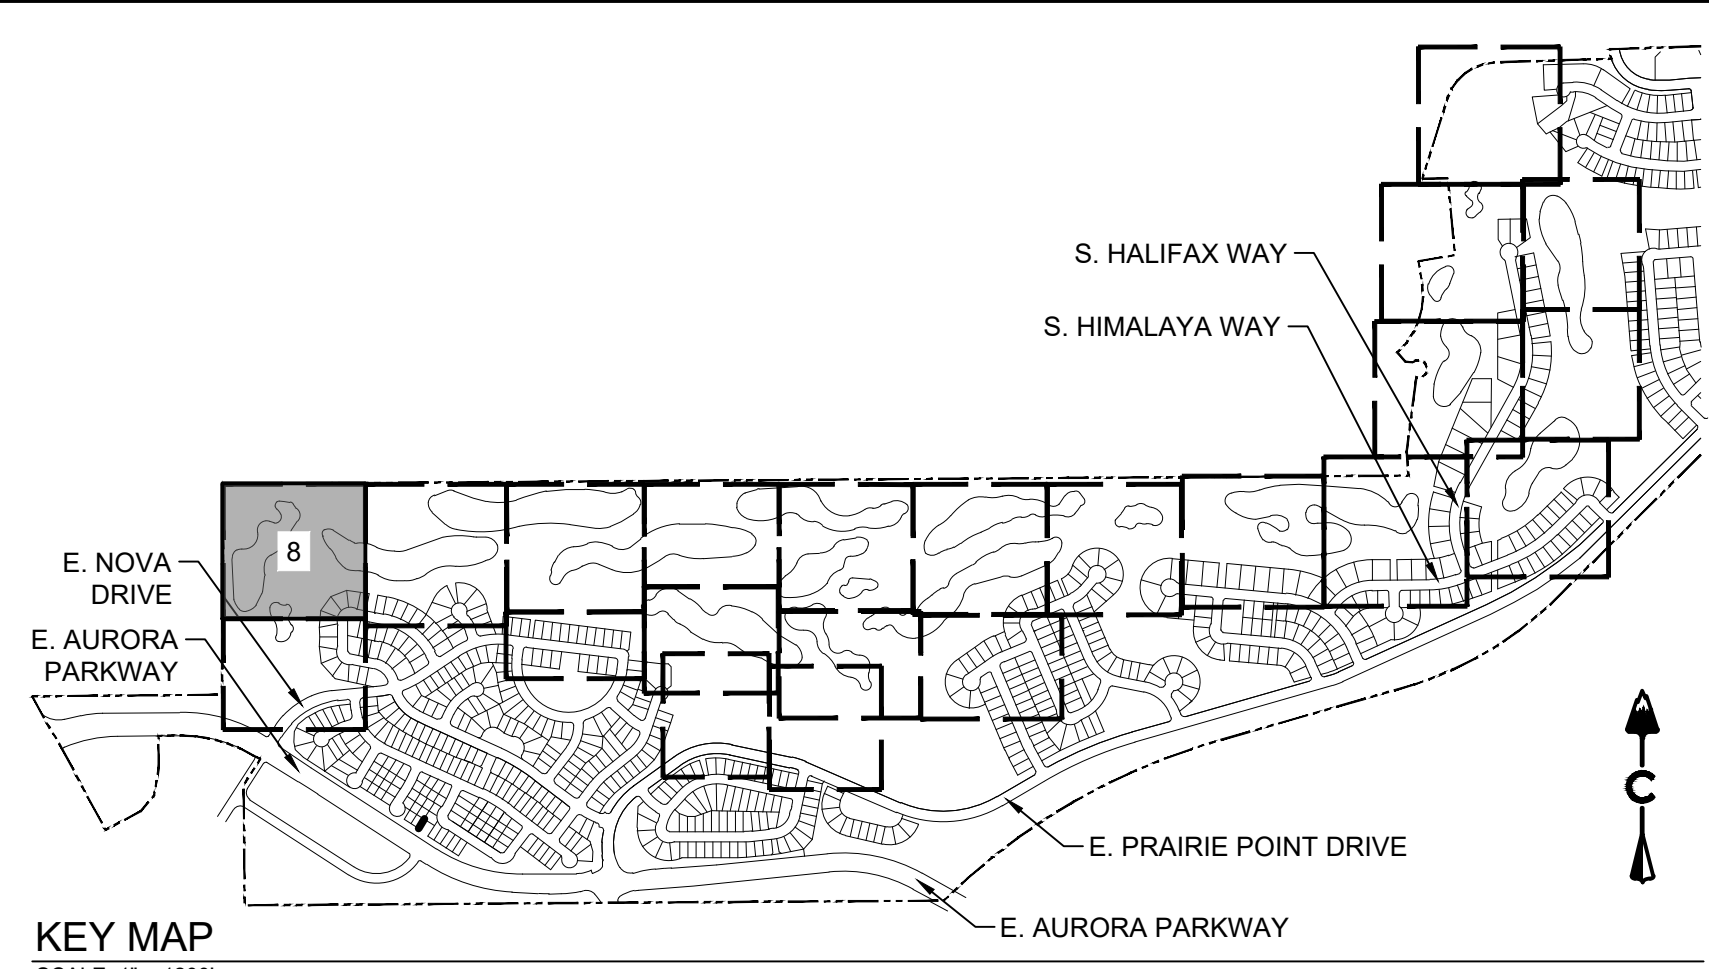 S. HALIFAX WAY
S. HIMALAYA WAY
E. NOVA
DRIVE
8
E. AURORA
PARKWAY
E. PRAIRIE POINT DRIVE
E. AURORA PARKWAY
C
KEY MAP